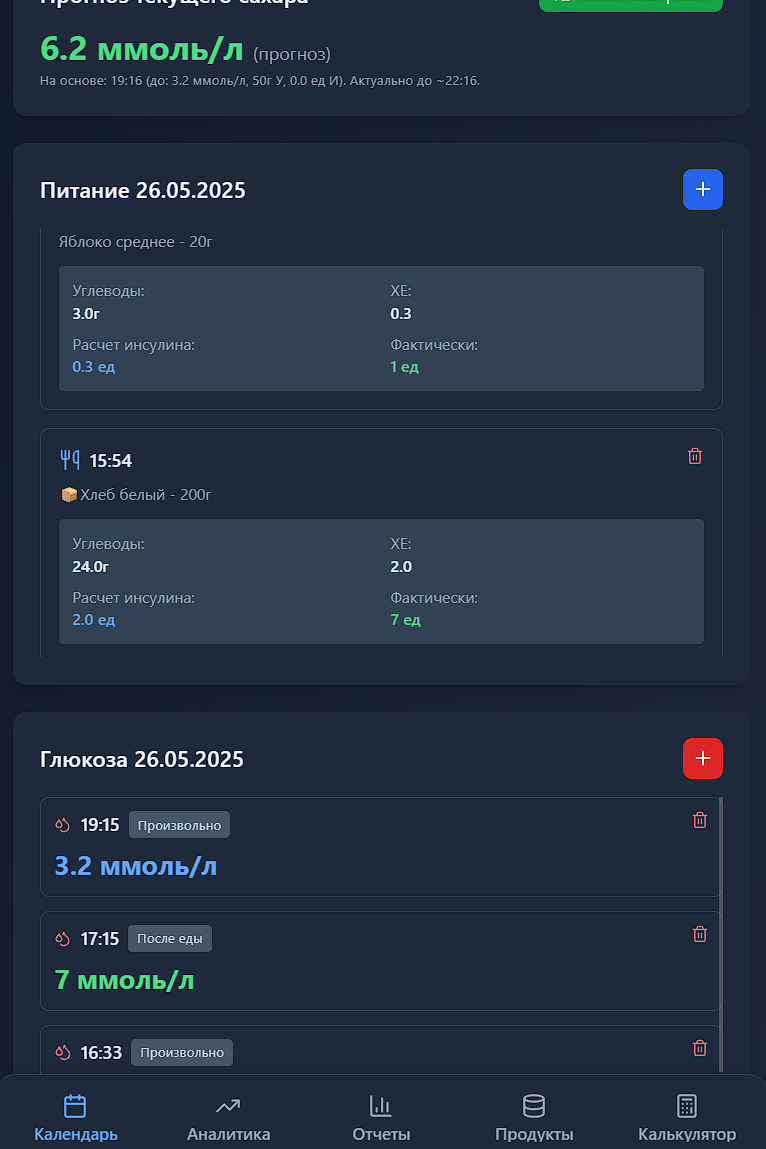 Прогноз текущего сахара
6.2 ммоль/л (прогноз)
На основе: 19:16 (до: 3.2 ммоль/л, 50г У, 0.0 ед И). Актуально до ~22:16.
Питание 26.05.2025
Яблоко среднее - 20г
Углеводы:
ХЕ:
3.0г
0.3
Расчет инсулина:
Фактически:
0.3 ед
1 ед
15:54
Хлеб белый - 200г
Углеводы:
ХЕ:
24.0г
2.0
Расчет инсулина:
Фактически:
2.0 ед
7 ед
Глюкоза 26.05.2025
19:15 Произвольно
3.2 ммоль/л
17:15 После еды
7 ммоль/л
16:33 Произвольно
Календарь
Аналитика
Отчеты
Продукты
Калькулятор